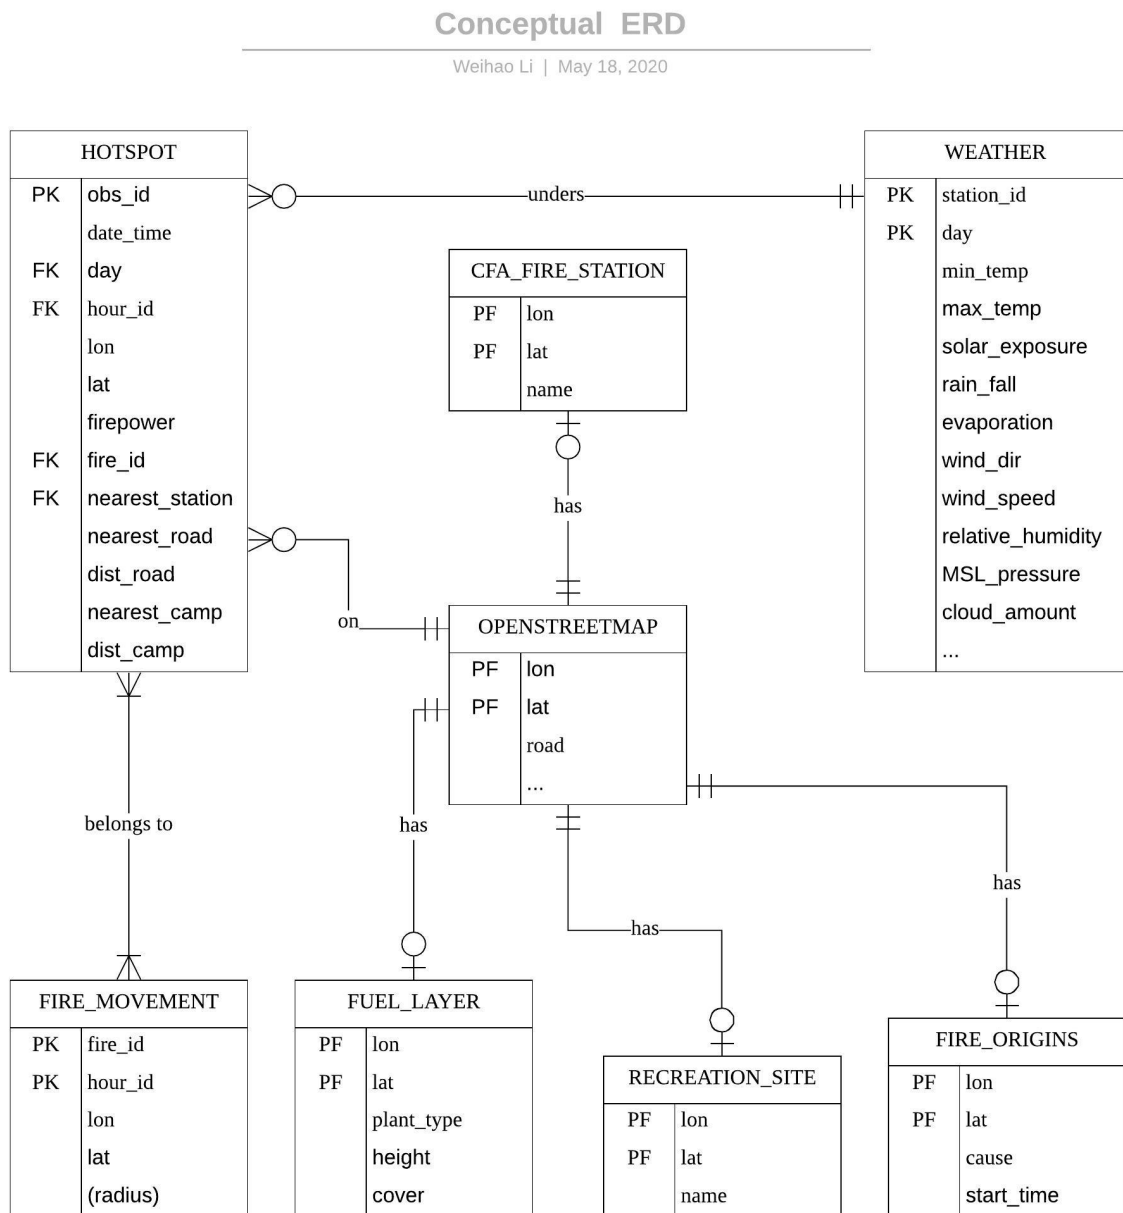 Conceptual ERD
Weihao Li | May 18, 2020
HOTSPOT
PK obs_id
date_time
FK day
FK hour_id
lon
lat
firepower
FK fire_id
FK nearest_station
nearest_road
dist_road
nearest_camp
dist_camp
unders
WEATHER
PK station_id
PK day
min_temp
max_temp
solar_exposure
rain_fall
evaporation
wind_dir
wind_speed
relative_humidity
MSL_pressure
cloud_amount
...
CFA_FIRE_STATION
PF lon
PF lat
name
has
on
OPENSTREETMAP
PF lon
PF lat
road
...
belongs to
has
has
has
FIRE_MOVEMENT
PK fire_id
PK hour_id
lon
lat
(radius)
FUEL_LAYER
PF lon
PF lat
plant_type
height
cover
RECREATION_SITE
PF lon
PF lat
name
FIRE_ORIGINS
PF lon
PF lat
cause
start_time